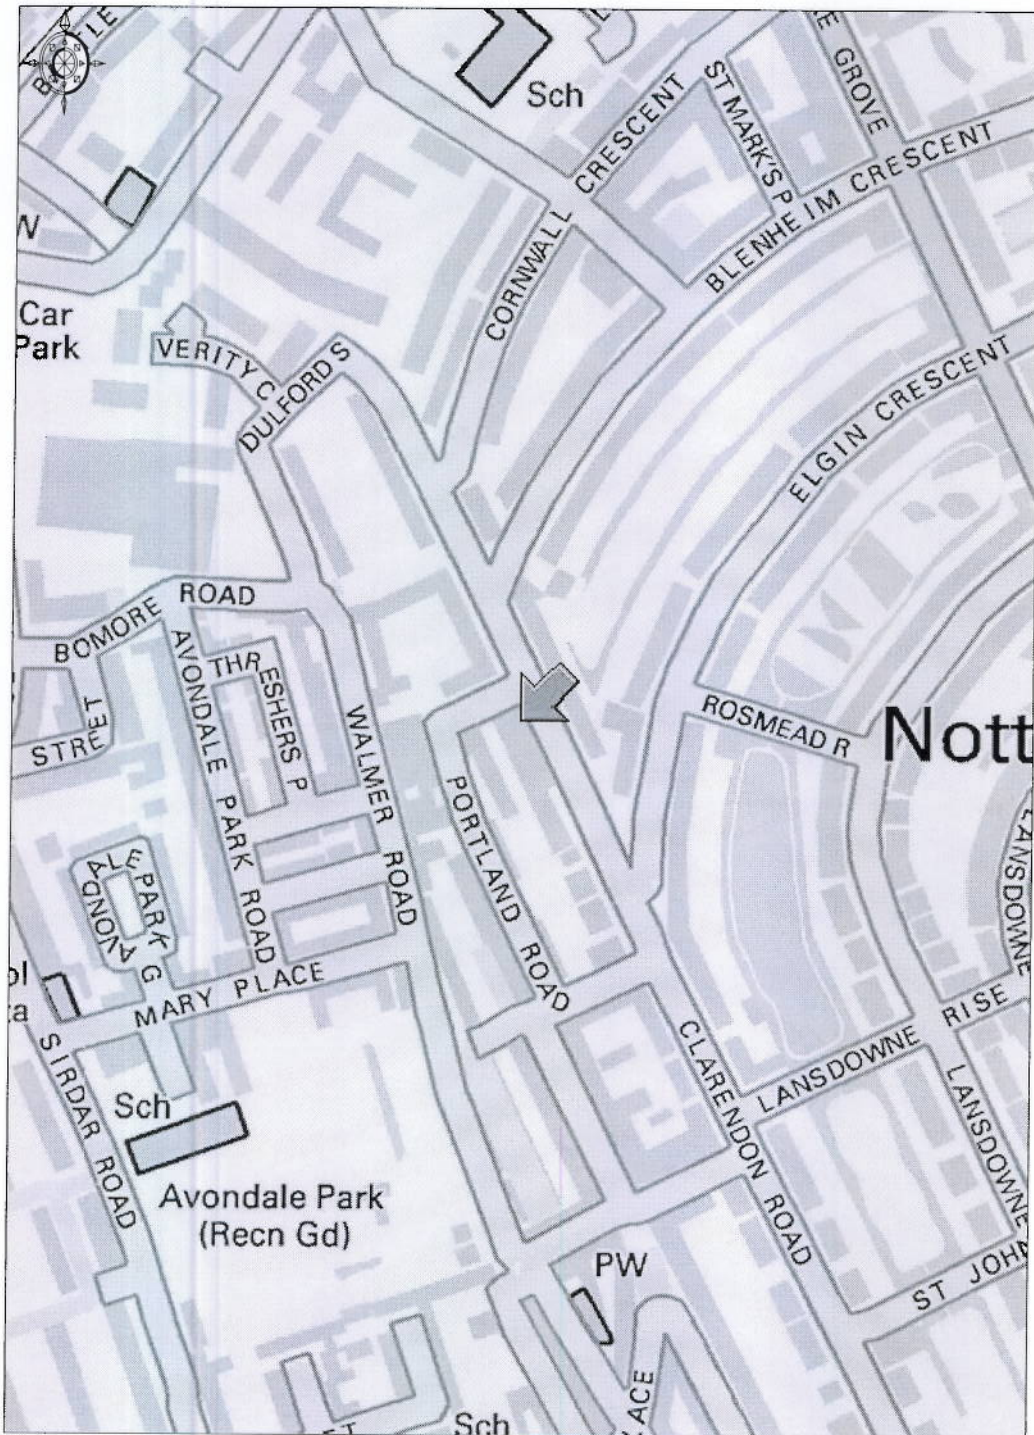 Sch
CRESCENT
ST MARK'S P
GROVE
BLENHEIM CRESCENT
CORNWALL
Car
Park
VERITY C
DULFORD S
ELGIN CRESCENT
BOMORE ROAD
AVONDALE PARK ROAD
THRESHERS P
WALMER ROAD
STREET
ROSMEAD R
Nott
PORTLAND ROAD
AVONDALE PARK G
MARY PLACE
LANSDOWNE
LANSDOWNE RISE
CLARENDON ROAD
LANSDOWNE
SIRDAR ROAD
Sch
Avondale Park
(Recn Gd)
PW
ST JOHN
ACE
Sch